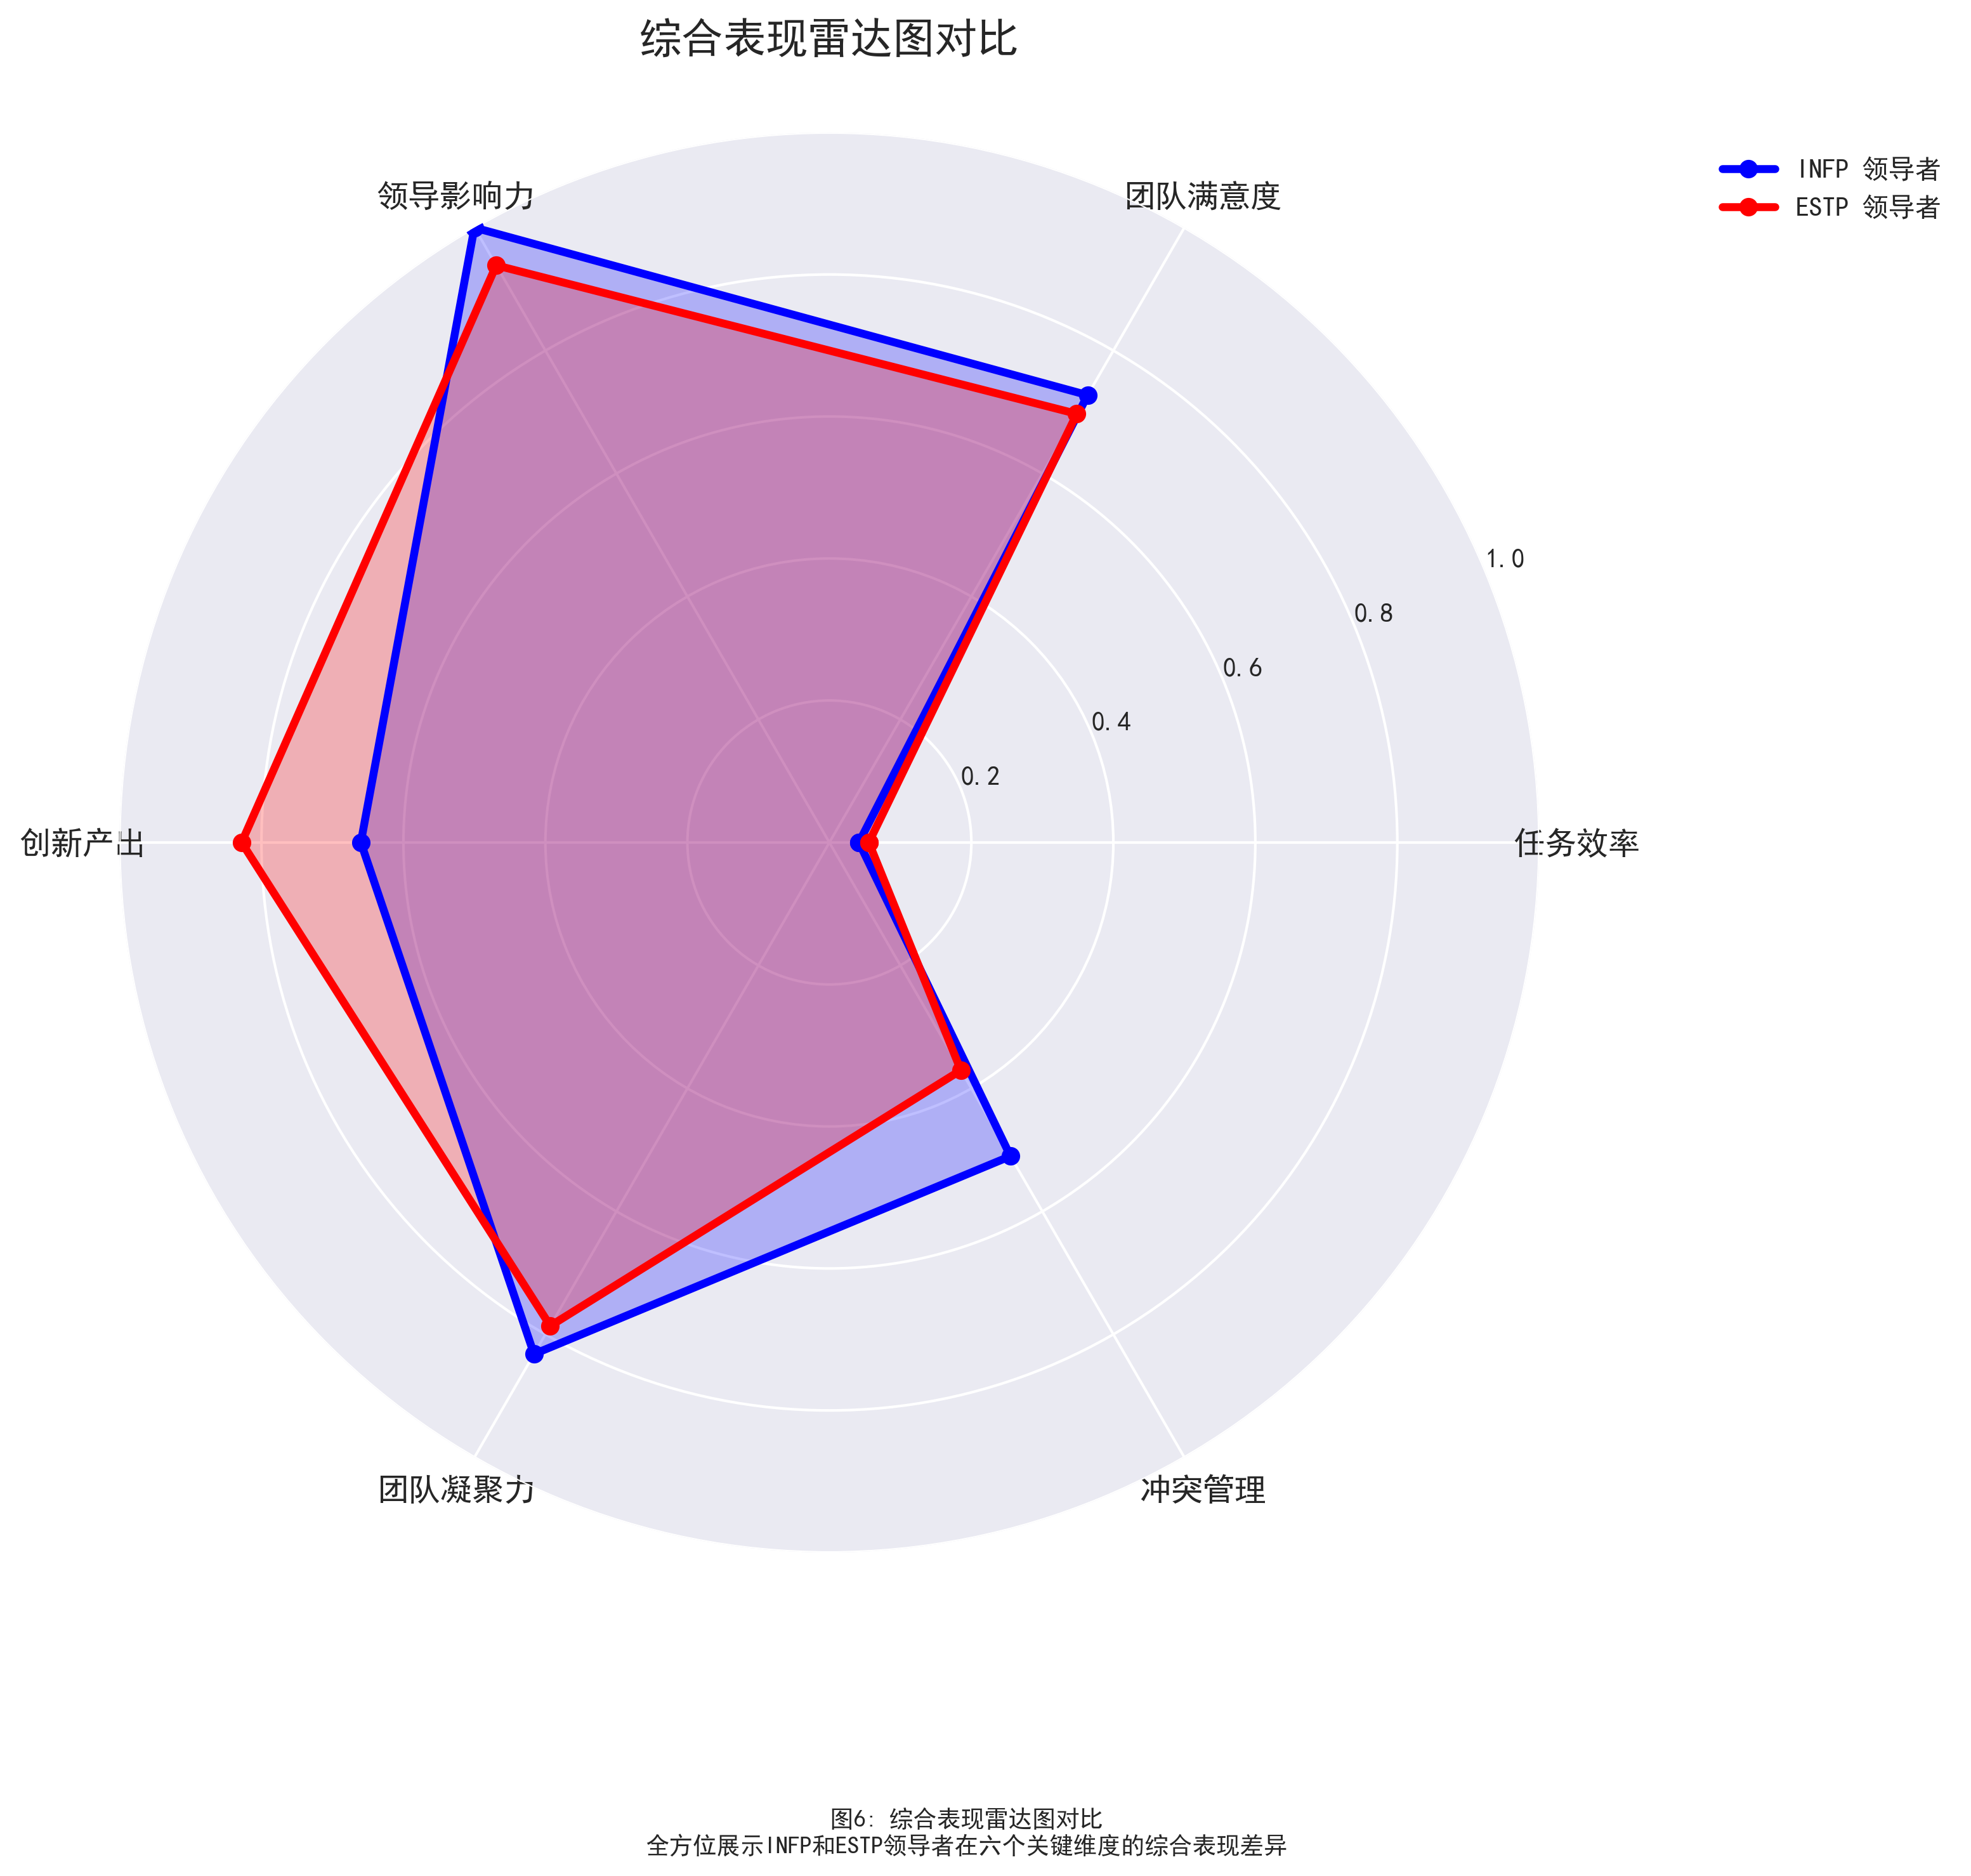 综合表现雷达图对比
INFP 领导者
ESTP 领导者
领导影响力
团队满意度
1.0
0.8
0.6
0.4
0.2
创新产出
任务效率
团队凝聚力
冲突管理
图6: 综合表现雷达图对比
全方位展示INFP和ESTP领导者在六个关键维度的综合表现差异